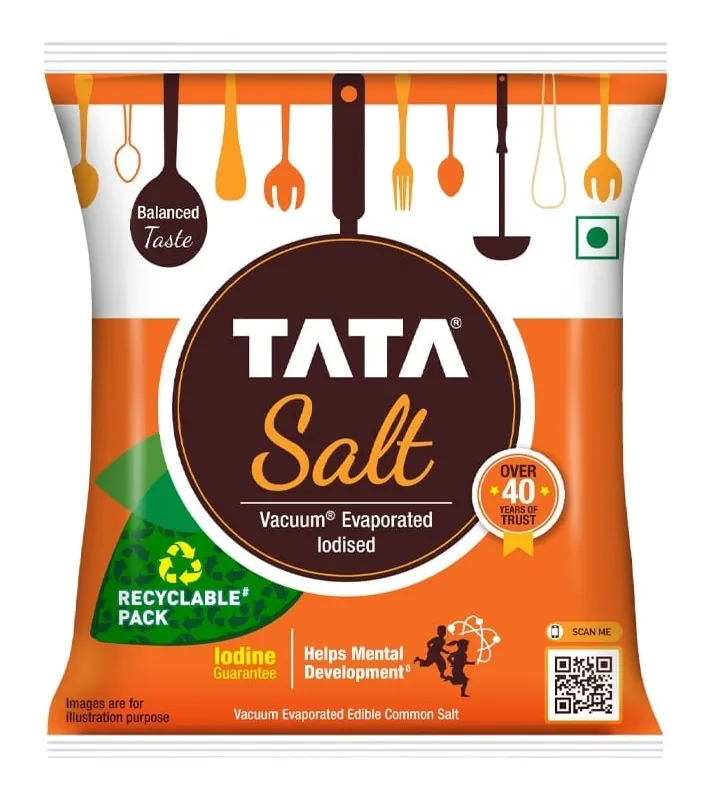 Balanced
Taste
TATA®
Salt
Vacuum® Evaporated
Iodised
OVER
40
YEARS OF
TRUST
RECYCLABLE#
PACK
SCAN ME
Iodine
Guarantee
Helps Mental
Development°
Images are for
illustration purpose
Vacuum Evaporated Edible Common Salt